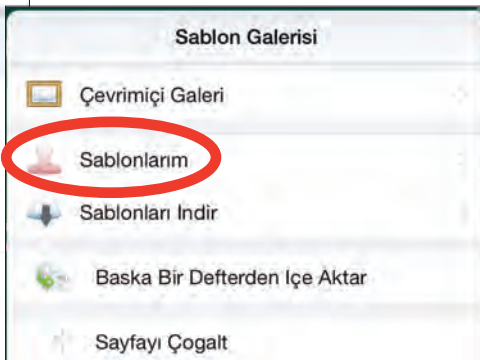 Sablon Galerisi
Çevrimiçi Galeri
Sablonlarım
Sablonları Indir
Baska Bir Defterden Içe Aktar
Sayfayı Çogalt